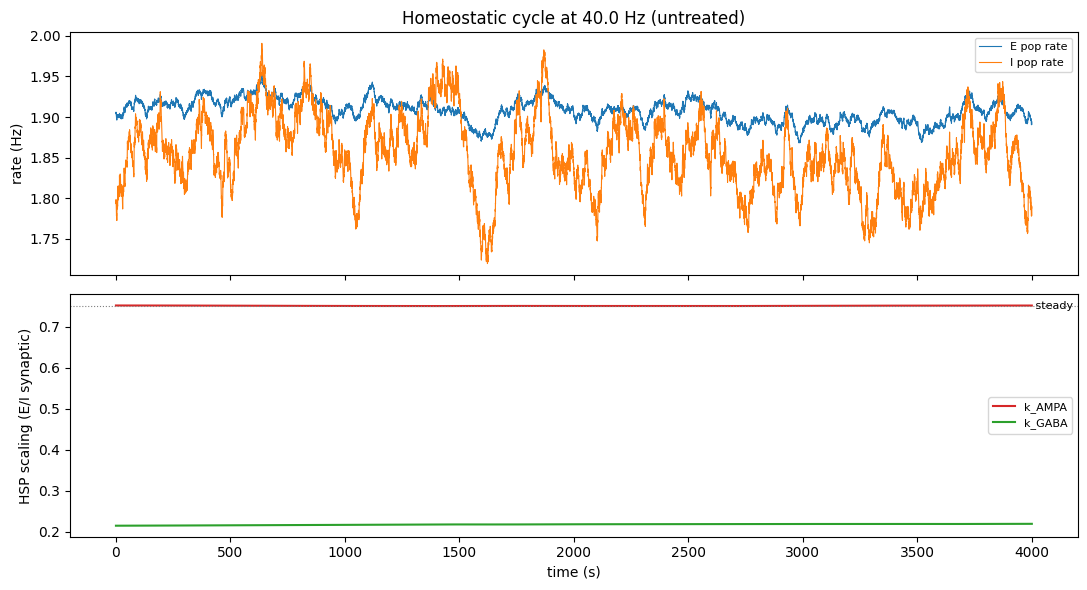 Homeostatic cycle at 40.0 Hz (untreated)
rate (Hz)
2.00
1.95
1.90
1.85
1.80
1.75
E pop rate
I pop rate
HSP scaling (E/I synaptic)
0.7
0.6
0.5
0.4
0.3
0.2
steady
k_AMPA
k_GABA
0 500 1000 1500 2000 2500 3000 3500 4000
time (s)